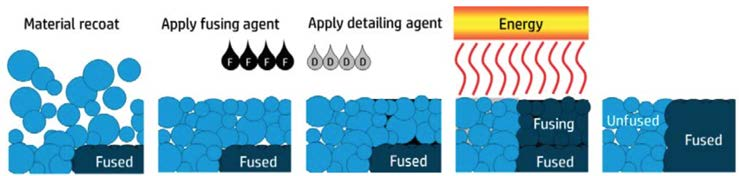 Material recoat
Apply fusing agent
Apply detailing agent
Energy
F F F F
D D D D
Fused
Fused
Fused
Fusing
Fused
Unfused
Fused